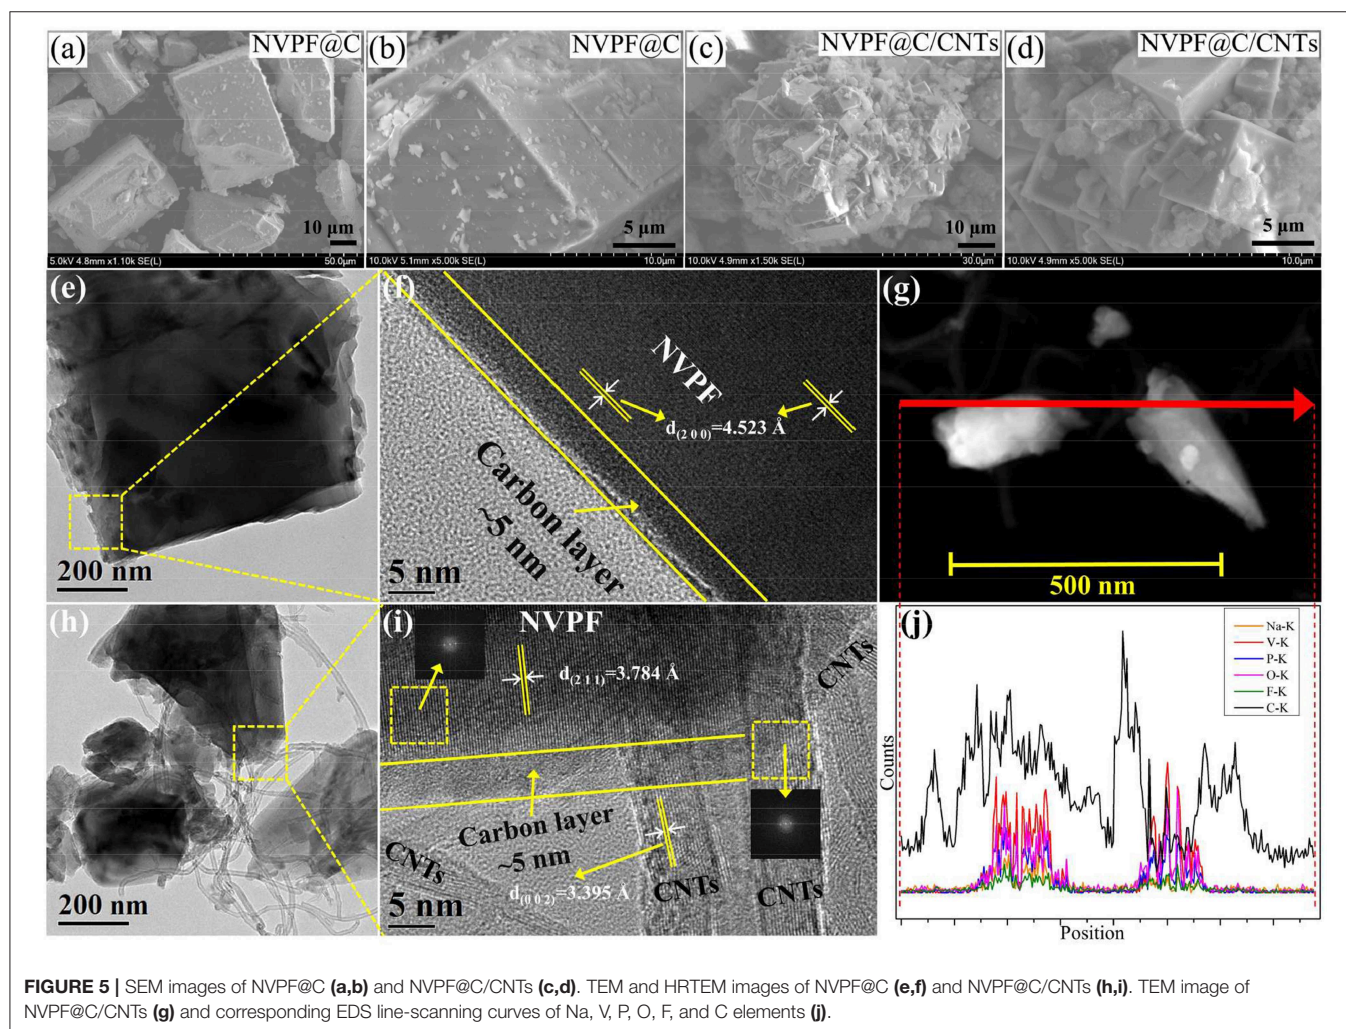 (a)
NVPF@C
10 µm
5.0kV 4.8mm x1.10k SE(L)
50.0µm
(b)
NVPF@C
5 µm
10.0kV 5.1mm x5.00k SE(L)
10.0µm
(c)
NVPF@C/CNTs
10 µm
10.0kV 4.9mm x1.50k SE(L)
30.0µm
(d)
NVPF@C/CNTs
5 µm
10.0kV 4.9mm x5.00k SE(L)
10.0µm
(e)
200 nm
(f)
NVPF
d(2 0 0)=4.523 Å
Carbon layer
~5 nm
5 nm
(g)
500 nm
(h)
200 nm
(i)
NVPF
d(2 1 1)=3.784 Å
CNTs
Carbon layer
~5 nm
CNTs
d(0 0 2)=3.395 Å
CNTs
CNTs
5 nm
(j)
Na-K
V-K
P-K
O-K
F-K
C-K
Counts
Position
FIGURE 5 | SEM images of NVPF@C (a,b) and NVPF@C/CNTs (c,d). TEM and HRTEM images of NVPF@C (e,f) and NVPF@C/CNTs (h,i). TEM image of
NVPF@C/CNTs (g) and corresponding EDS line-scanning curves of Na, V, P, O, F, and C elements (j).